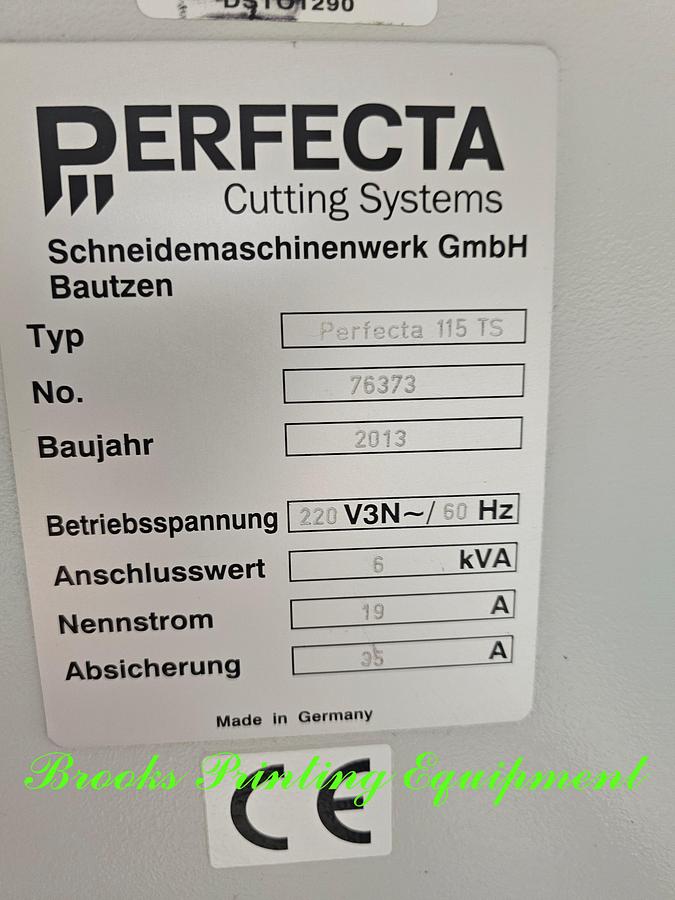 PERFECTA
Cutting Systems
Schneidemaschinenwerk GmbH
Bautzen
Typ Perfecta 115 TS
No. 76373
Baujahr 2013
Betriebsspannung 220 V3N~/ 60 Hz
Anschlusswert 6 kVA
Nennstrom 19 A
Absicherung 35 A
Made in Germany
Brooks Printing Equipment
CE